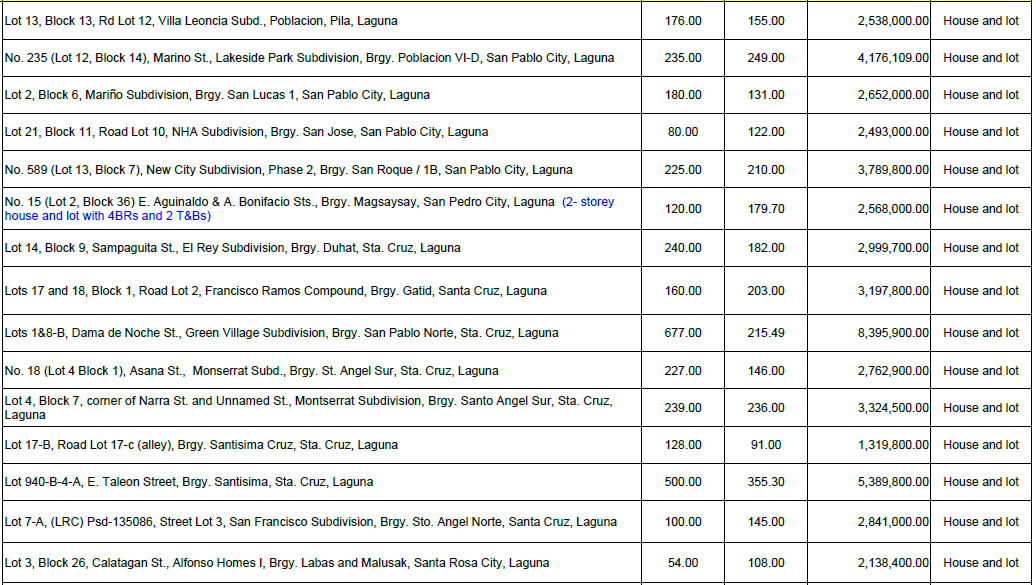 Lot 13, Block 13, Rd Lot 12, Villa Leoncia Subd., Poblacion, Pila, Laguna 176.00 155.00 2,538,000.00 House and lot
No. 235 (Lot 12, Block 14), Marino St., Lakeside Park Subdivision, Brgy. Poblacion VI-D, San Pablo City, Laguna 235.00 249.00 4,176,109.00 House and lot
Lot 2, Block 6, Mariño Subdivision, Brgy. San Lucas 1, San Pablo City, Laguna 180.00 131.00 2,652,000.00 House and lot
Lot 21, Block 11, Road Lot 10, NHA Subdivision, Brgy. San Jose, San Pablo City, Laguna 80.00 122.00 2,493,000.00 House and lot
No. 589 (Lot 13, Block 7), New City Subdivision, Phase 2, Brgy. San Roque / 1B, San Pablo City, Laguna 225.00 210.00 3,789,800.00 House and lot
No. 15 (Lot 2, Block 36) E. Aguinaldo & A. Bonifacio Sts., Brgy. Magsaysay, San Pedro City, Laguna (2- storey
house and lot with 4BRs and 2 T&Bs) 120.00 179.70 2,568,000.00 House and lot
Lot 14, Block 9, Sampaguita St., El Rey Subdivision, Brgy. Duhat, Sta. Cruz, Laguna 240.00 182.00 2,999,700.00 House and lot
Lots 17 and 18, Block 1, Road Lot 2, Francisco Ramos Compound, Brgy. Gatid, Santa Cruz, Laguna 160.00 203.00 3,197,800.00 House and lot
Lots 1&8-B, Dama de Noche St., Green Village Subdivision, Brgy. San Pablo Norte, Sta. Cruz, Laguna 677.00 215.49 8,395,900.00 House and lot
No. 18 (Lot 4 Block 1), Asana St., Monserrat Subd., Brgy. St. Angel Sur, Sta. Cruz, Laguna 227.00 146.00 2,762,900.00 House and lot
Lot 4, Block 7, corner of Narra St. and Unnamed St., Montserrat Subdivision, Brgy. Santo Angel Sur, Sta. Cruz,
Laguna 239.00 236.00 3,324,500.00 House and lot
Lot 17-B, Road Lot 17-c (alley), Brgy. Santisima Cruz, Sta. Cruz, Laguna 128.00 91.00 1,319,800.00 House and lot
Lot 940-B-4-A, E. Taleon Street, Brgy. Santisima, Sta. Cruz, Laguna 500.00 355.30 5,389,800.00 House and lot
Lot 7-A, (LRC) Psd-135086, Street Lot 3, San Francisco Subdivision, Brgy. Sto. Angel Norte, Santa Cruz, Laguna 100.00 145.00 2,841,000.00 House and lot
Lot 3, Block 26, Calatagan St., Alfonso Homes I, Brgy. Labas and Malusak, Santa Rosa City, Laguna 54.00 108.00 2,138,400.00 House and lot